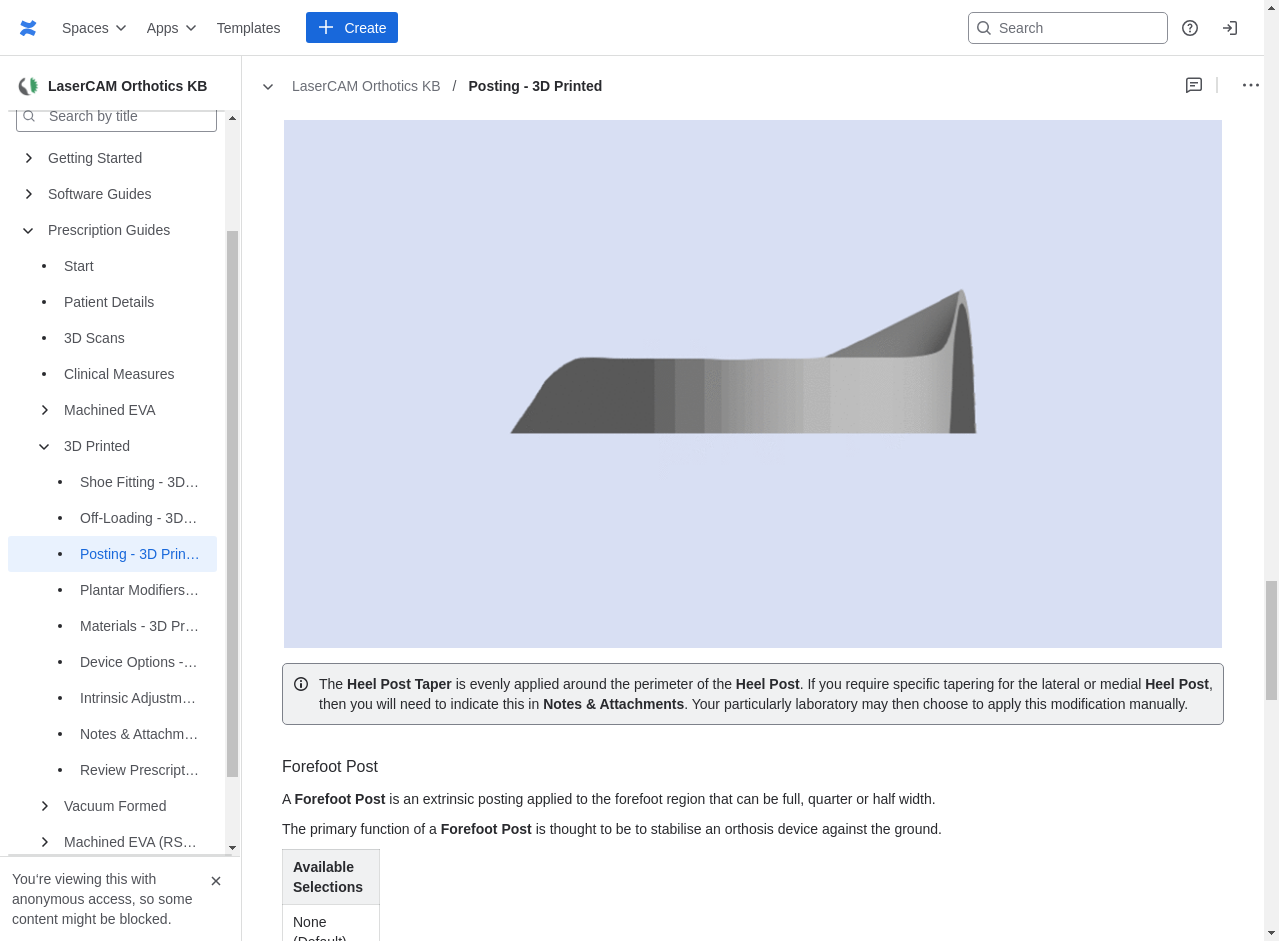 Spaces Apps Templates Create Search
LaserCAM Orthotics KB
LaserCAM Orthotics KB / Posting - 3D Printed
Search by title
Getting Started
Software Guides
Prescription Guides
Start
Patient Details
3D Scans
Clinical Measures
Machined EVA
3D Printed
Shoe Fitting - 3D…
Off-Loading - 3D…
Posting - 3D Prin…
Plantar Modifiers…
Materials - 3D Pr…
Device Options -…
Intrinsic Adjustm…
Notes & Attachm…
Review Prescript…
Vacuum Formed
Machined EVA (RS…
You're viewing this with
anonymous access, so some
content might be blocked.
The Heel Post Taper is evenly applied around the perimeter of the Heel Post. If you require specific tapering for the lateral or medial Heel Post,
then you will need to indicate this in Notes & Attachments. Your particularly laboratory may then choose to apply this modification manually.
Forefoot Post
A Forefoot Post is an extrinsic posting applied to the forefoot region that can be full, quarter or half width.
The primary function of a Forefoot Post is thought to be to stabilise an orthosis device against the ground.
Available
Selections
None
(Default)